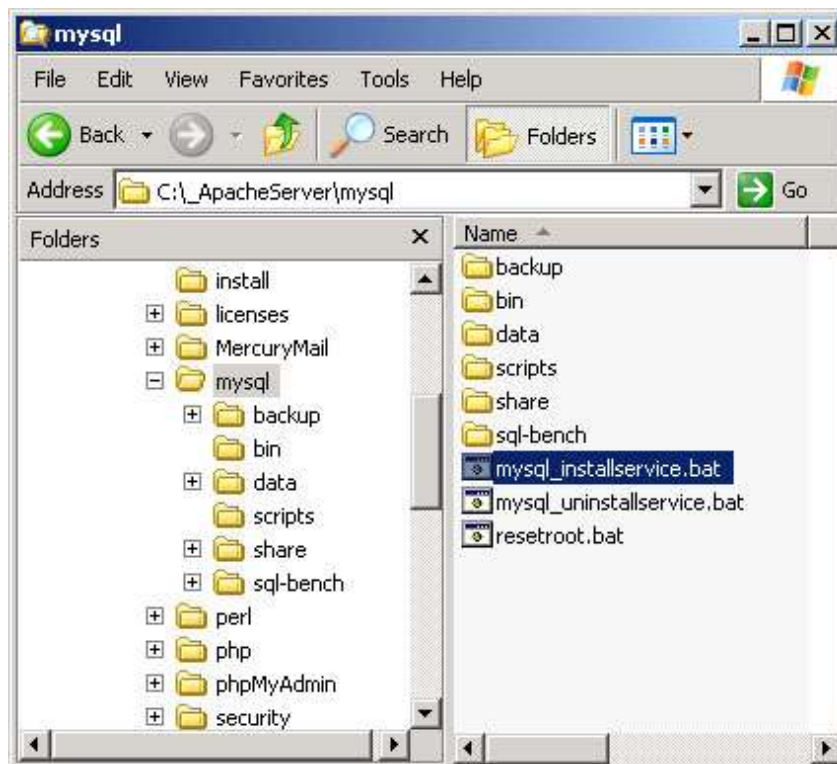 mysql
File Edit View Favorites Tools Help
Back Search Folders
Address C:\_ApacheServer\mysql Go
Folders
install
licenses
MercuryMail
mysql
backup
bin
data
scripts
share
sql-bench
perl
php
phpMyAdmin
security
Name
backup
bin
data
scripts
share
sql-bench
mysql_installservice.bat
mysql_uninstallservice.bat
resetroot.bat